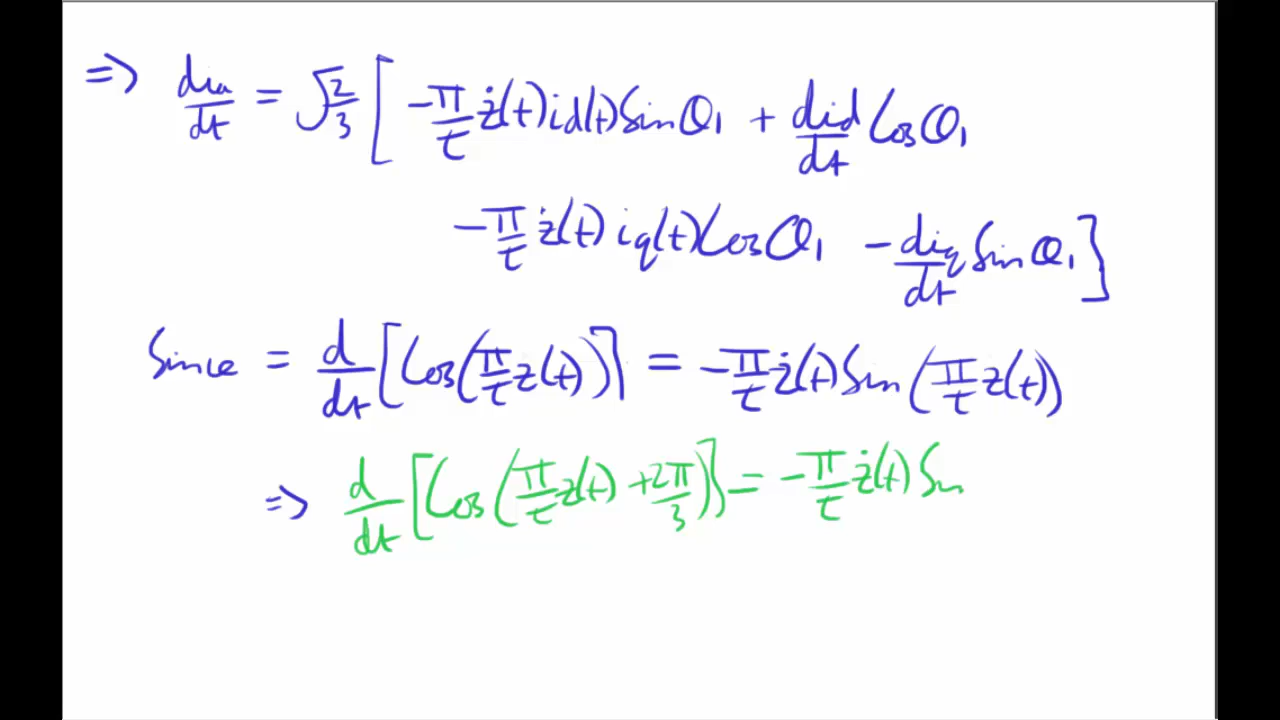 => dia/dt = √2/3 [ -π/τ ż(t) id(t) Sin θ1 + did/dt Cos θ1
-π/τ ż(t) iq(t) Cos θ1 - diq/dt Sin θ1 ]
Since = d/dt [Cos(π/τ z(t))] = -π/τ ż(t) Sin (π/τ z(t))
=> d/dt [Cos (π/τ z(t) + 2π/3)] = -π/τ ż(t) Sin